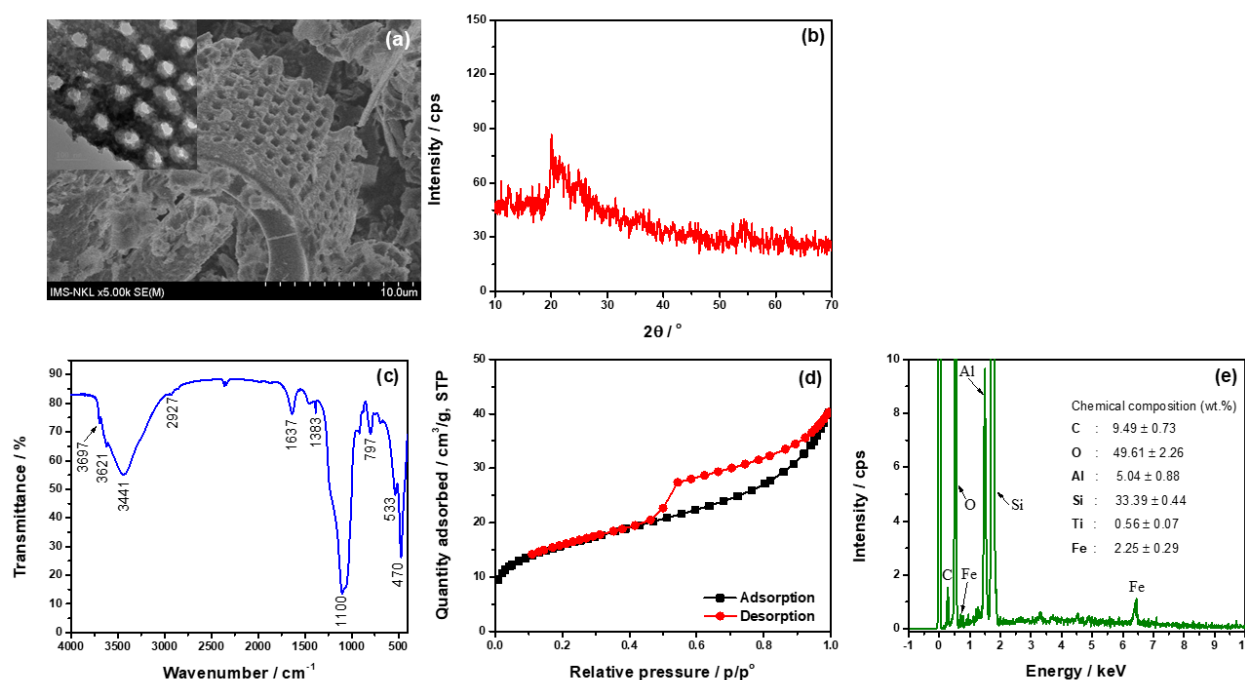 (a)
IMS-NKL x5.00k SE(M)
10.0um
(b)
Intensity / cps
150
120
90
60
30
0
10 20 30 40 50 60 70
2θ / °
(c)
Transmittance / %
90
80
70
60
50
40
30
20
10
0
3697
3621
3441
2927
1637
1383
1100
797
533
470
4000 3500 3000 2500 2000 1500 1000 500
Wavenumber / cm⁻¹
(d)
Quantity adsorbed / cm³/g, STP
50
40
30
20
10
0
Adsorption
Desorption
0.0 0.2 0.4 0.6 0.8 1.0
Relative pressure / p/p°
(e)
Intensity / cps
10
8
6
4
2
0
Al
O
Si
C
Fe
Fe
Chemical composition (wt.%)
C : 9.49 ± 0.73
O : 49.61 ± 2.26
Al : 5.04 ± 0.88
Si : 33.39 ± 0.44
Ti : 0.56 ± 0.07
Fe : 2.25 ± 0.29
-1 0 1 2 3 4 5 6 7 8 9 10
Energy / keV